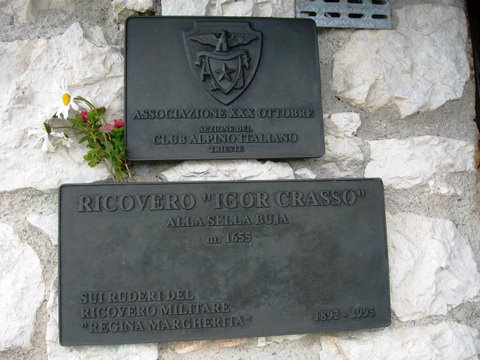 ASSOCIAZIONE XXX OTTOBRE
SEZIONE DEL
CLUB ALPINO ITALIANO
TRIESTE
RICOVERO "IGOR CRASSO"
ALLA SELLA BUIA
m. 1655
SUI RUDERI DEL
RICOVERO MILITARE
"REGINA MARGHERITA"
1892 - 1995